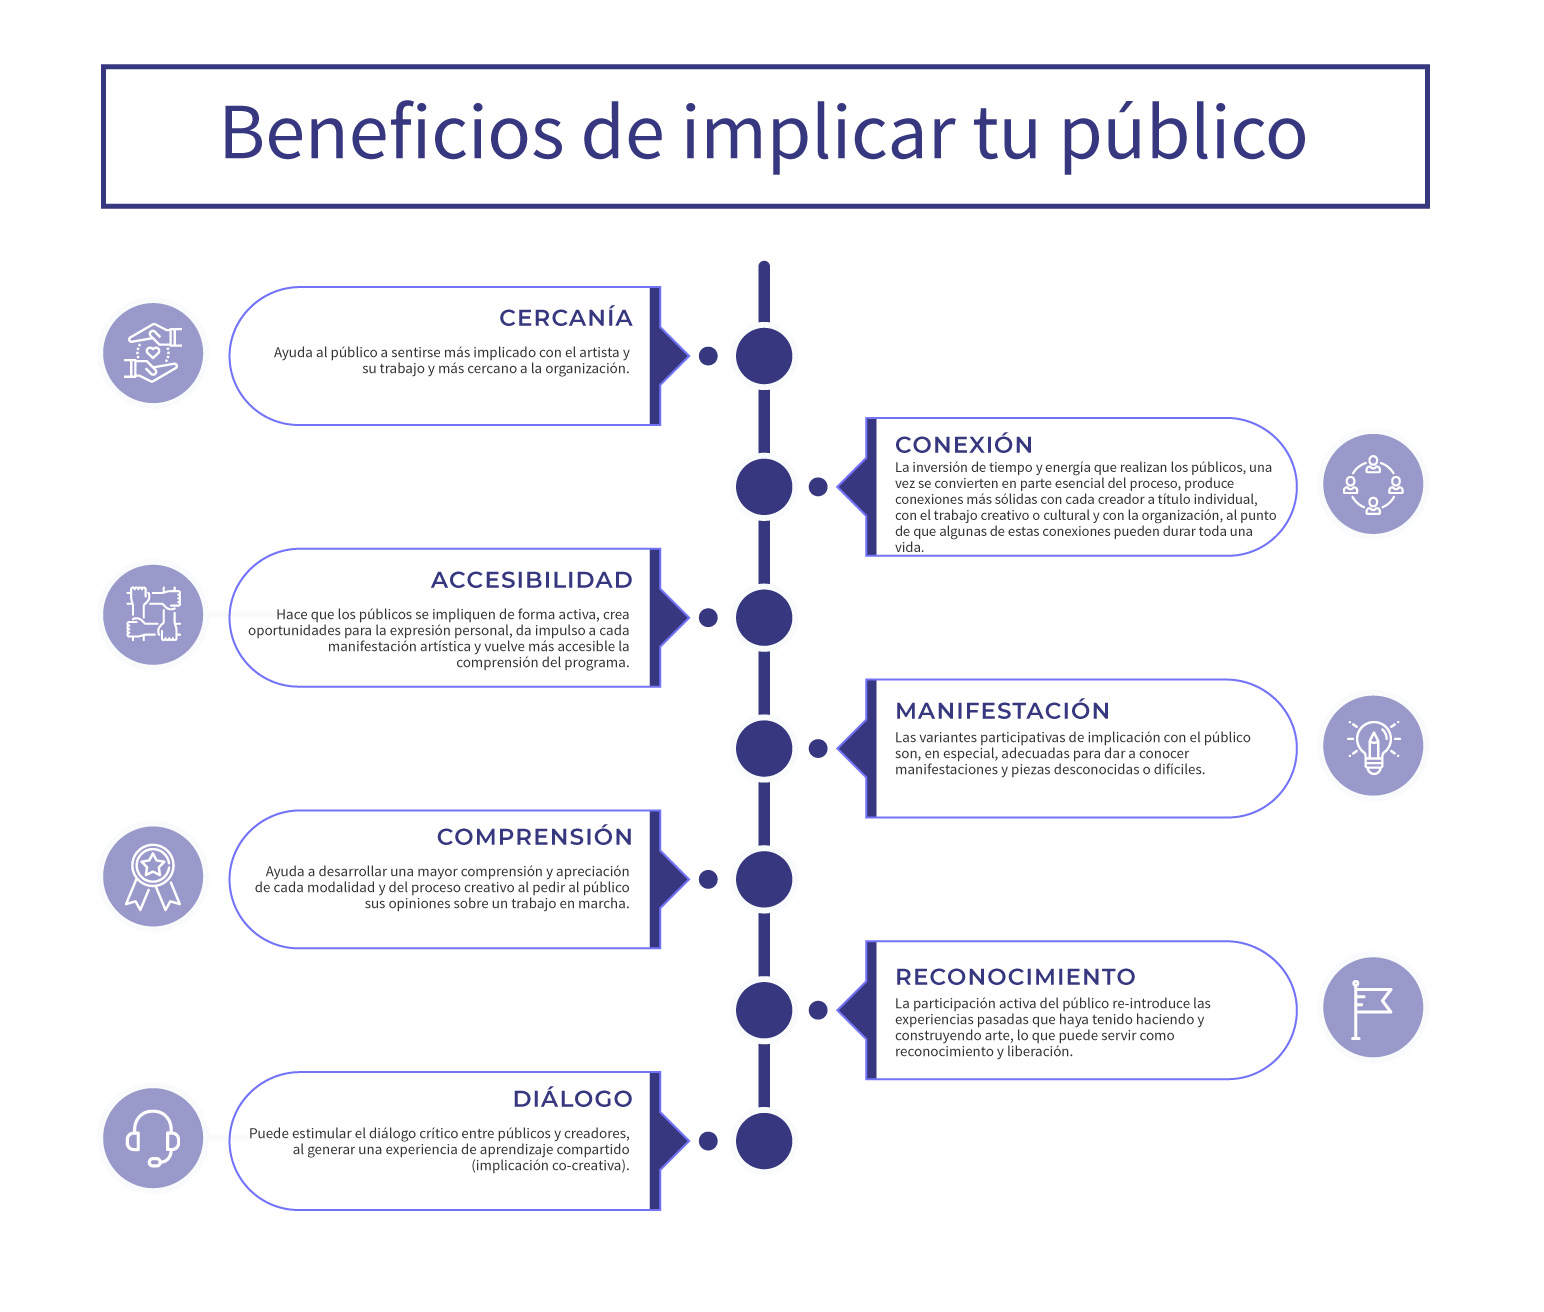 Beneficios de implicar tu público
CERCANÍA
Ayuda al público a sentirse más implicado con el artista y
su trabajo y más cercano a la organización.
CONEXIÓN
La inversión de tiempo y energía que realizan los públicos, una
vez se convierten en parte esencial del proceso, produce
conexiones más sólidas con cada creador a título individual,
con el trabajo creativo o cultural y con la organización, al punto
de que algunas de estas conexiones pueden durar toda una
vida.
ACCESIBILIDAD
Hace que los públicos se impliquen de forma activa, crea
oportunidades para la expresión personal, da impulso a cada
manifestación artística y vuelve más accesible la
comprensión del programa.
MANIFESTACIÓN
Las variantes participativas de implicación con el público
son, en especial, adecuadas para dar a conocer
manifestaciones y piezas desconocidas o difíciles.
COMPRENSIÓN
Ayuda a desarrollar una mayor comprensión y apreciación
de cada modalidad y del proceso creativo al pedir al público
sus opiniones sobre un trabajo en marcha.
RECONOCIMIENTO
La participación activa del público re-introduce las
experiencias pasadas que haya tenido haciendo y
construyendo arte, lo que puede servir como
reconocimiento y liberación.
DIÁLOGO
Puede estimular el diálogo crítico entre públicos y creadores,
al generar una experiencia de aprendizaje compartido
(implicación co-creativa).